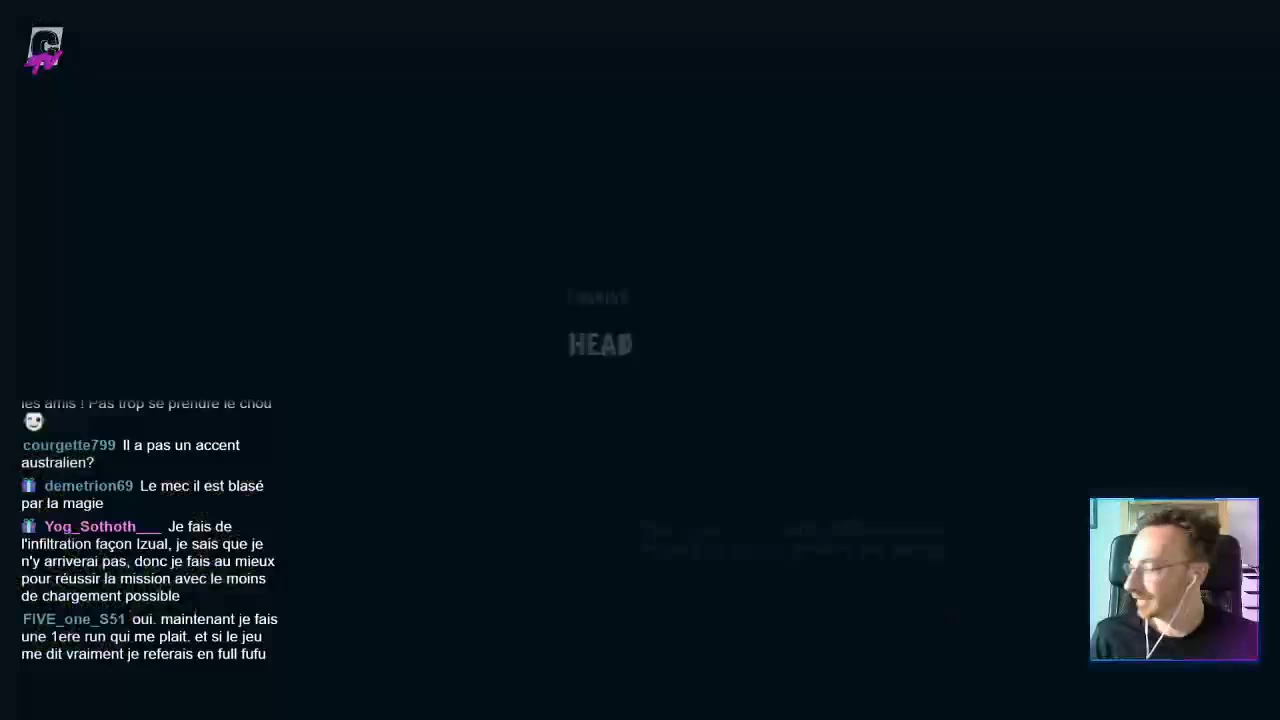 HEAD
les amis ! Pas trop se prendre le chou
courgette799 Il a pas un accent
australien?
demetrion69 Le mec il est blasé
par la magie
Yog_Sothoth___ Je fais de
l'infiltration façon Izual, je sais que je
n'y arriverai pas, donc je fais au mieux
pour réussir la mission avec le moins
de chargement possible
FIVE_one_S51 oui. maintenant je fais
une 1ere run qui me plait. et si le jeu
me dit vraiment je referais en full fufu